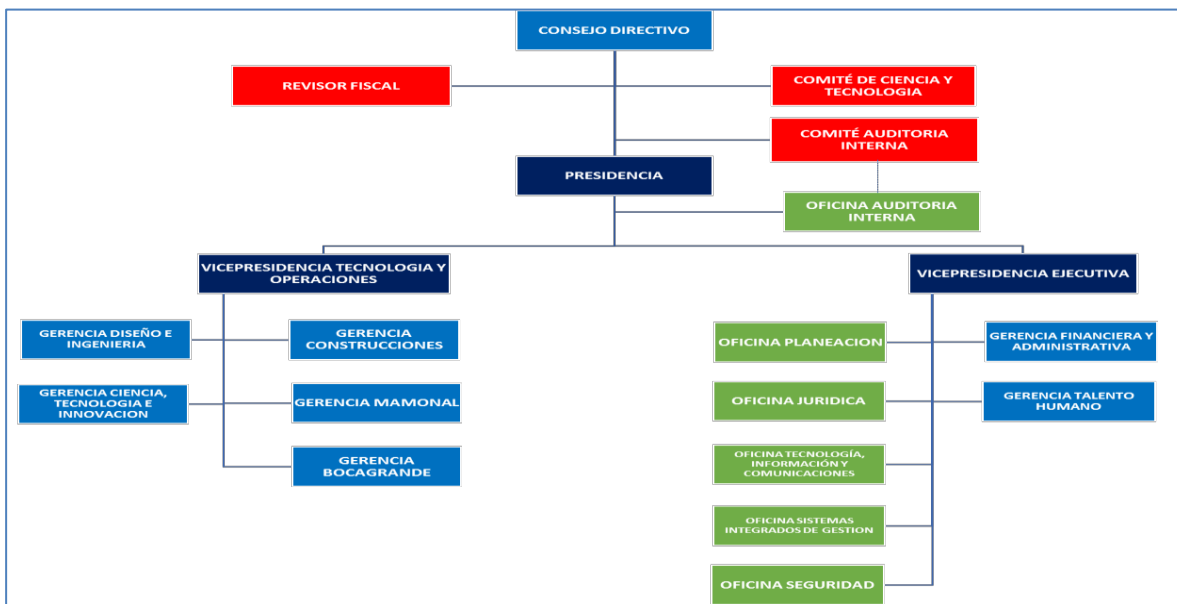 CONSEJO DIRECTIVO
REVISOR FISCAL
COMITÉ DE CIENCIA Y
TECNOLOGIA
COMITÉ AUDITORIA
INTERNA
PRESIDENCIA
OFICINA AUDITORIA
INTERNA
VICEPRESIDENCIA TECNOLOGIA Y
OPERACIONES
VICEPRESIDENCIA EJECUTIVA
GERENCIA DISEÑO E
INGENIERIA
GERENCIA
CONSTRUCCIONES
GERENCIA CIENCIA,
TECNOLOGIA E
INNOVACION
GERENCIA MAMONAL
GERENCIA
BOCAGRANDE
OFICINA PLANEACION
GERENCIA FINANCIERA Y
ADMINISTRATIVA
OFICINA JURIDICA
GERENCIA TALENTO
HUMANO
OFICINA TECNOLOGÍA,
INFORMACIÓN Y
COMUNICACIONES
OFICINA SISTEMAS
INTEGRADOS DE GESTION
OFICINA SEGURIDAD